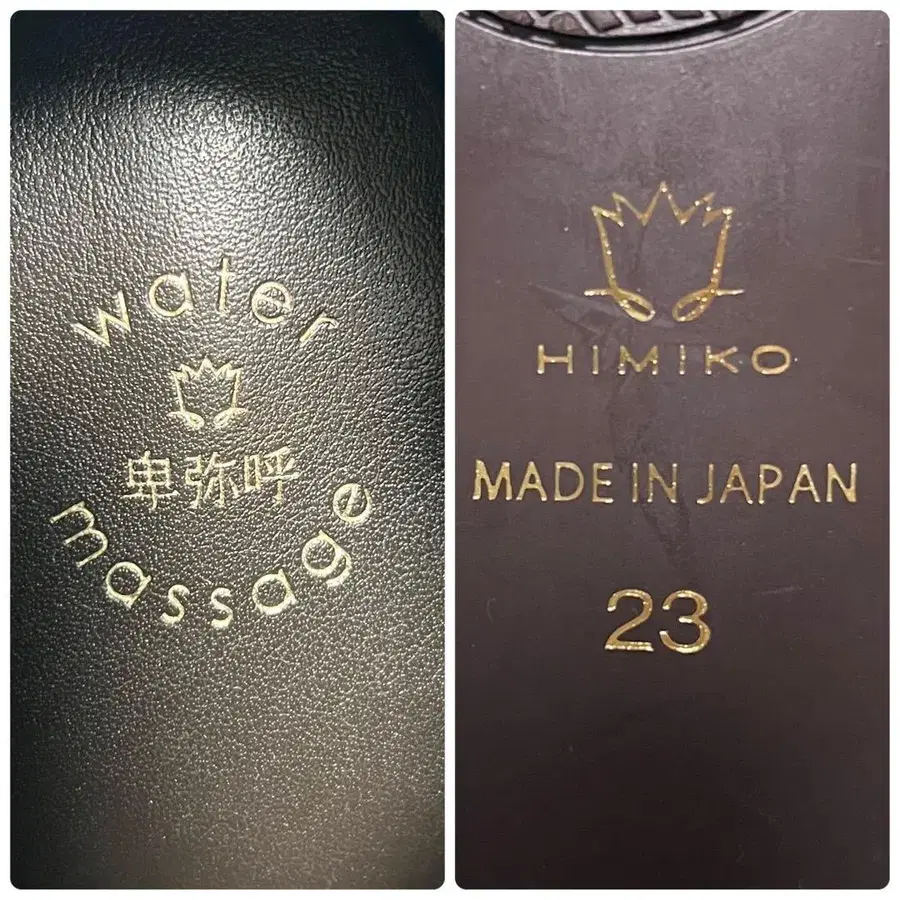 water
卑弥呼
massage
HIMIKO
MADE IN JAPAN
23